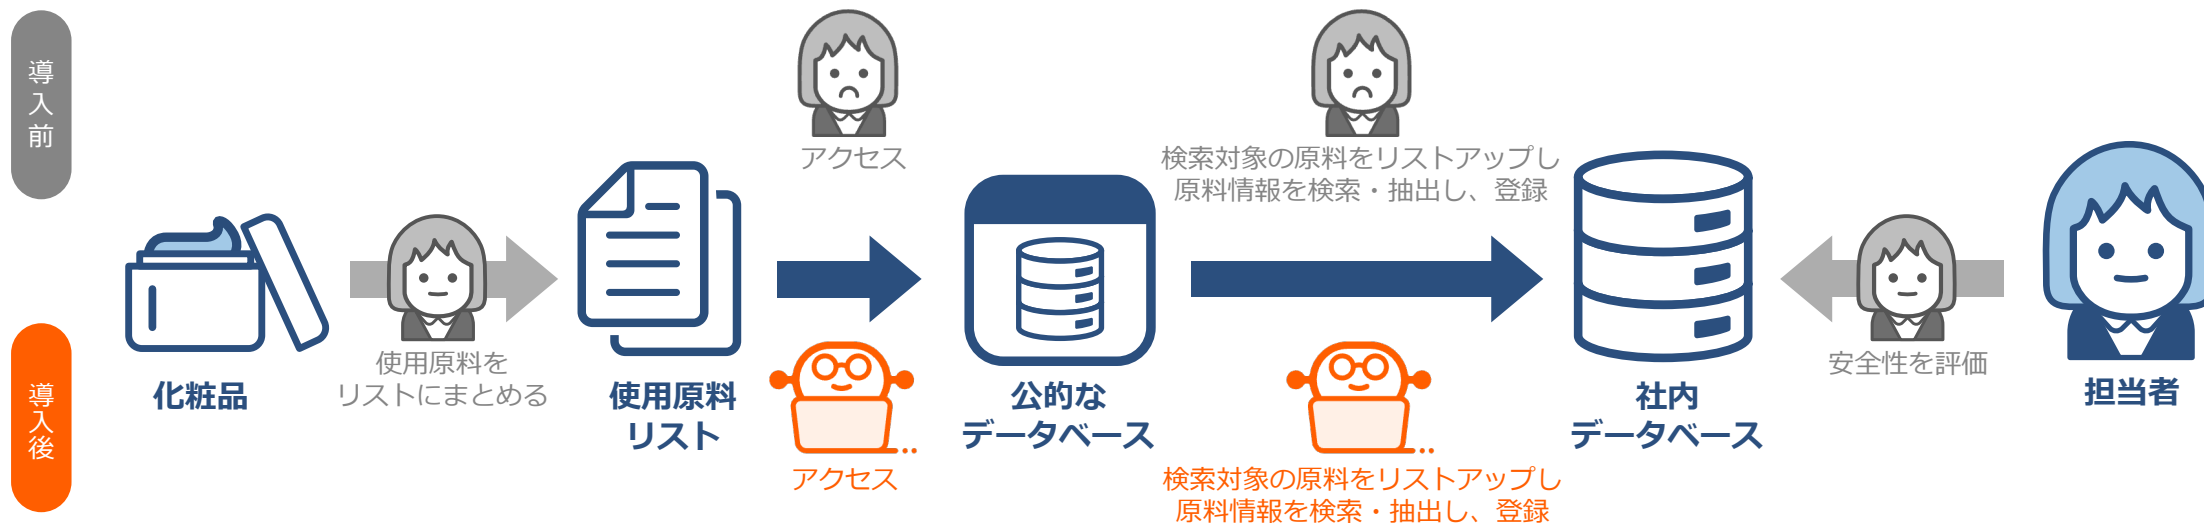 導入前
アクセス
検索対象の原料をリストアップし
原料情報を検索・抽出し、登録
使用原料を
リストにまとめる
安全性を評価
化粧品
使用原料
リスト
公的な
データベース
社内
データベース
担当者
導入後
アクセス
検索対象の原料をリストアップし
原料情報を検索・抽出し、登録